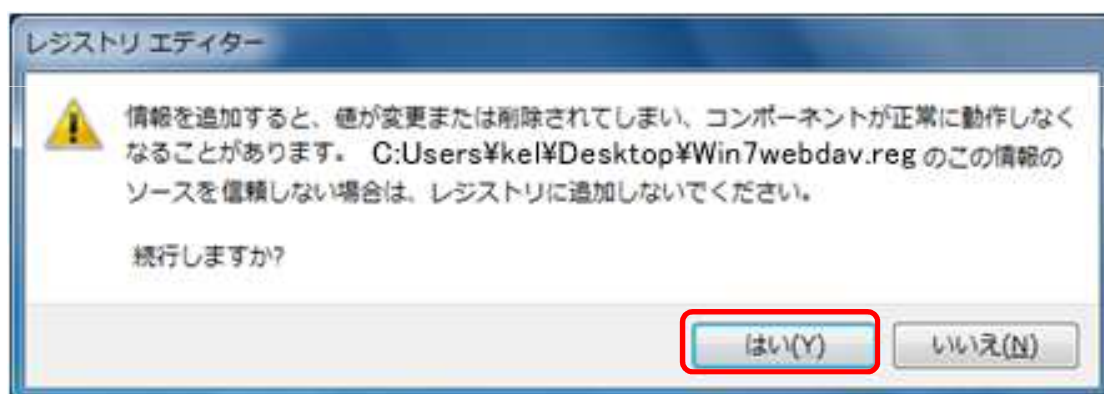 レジストリ エディター
情報を追加すると、値が変更または削除されてしまい、コンポーネントが正常に動作しなく
なることがあります。 C:Users¥kel¥Desktop¥Win7webdav.reg のこの情報の
ソースを信頼しない場合は、レジストリに追加しないでください。
続行しますか?
はい(Y) いいえ(N)